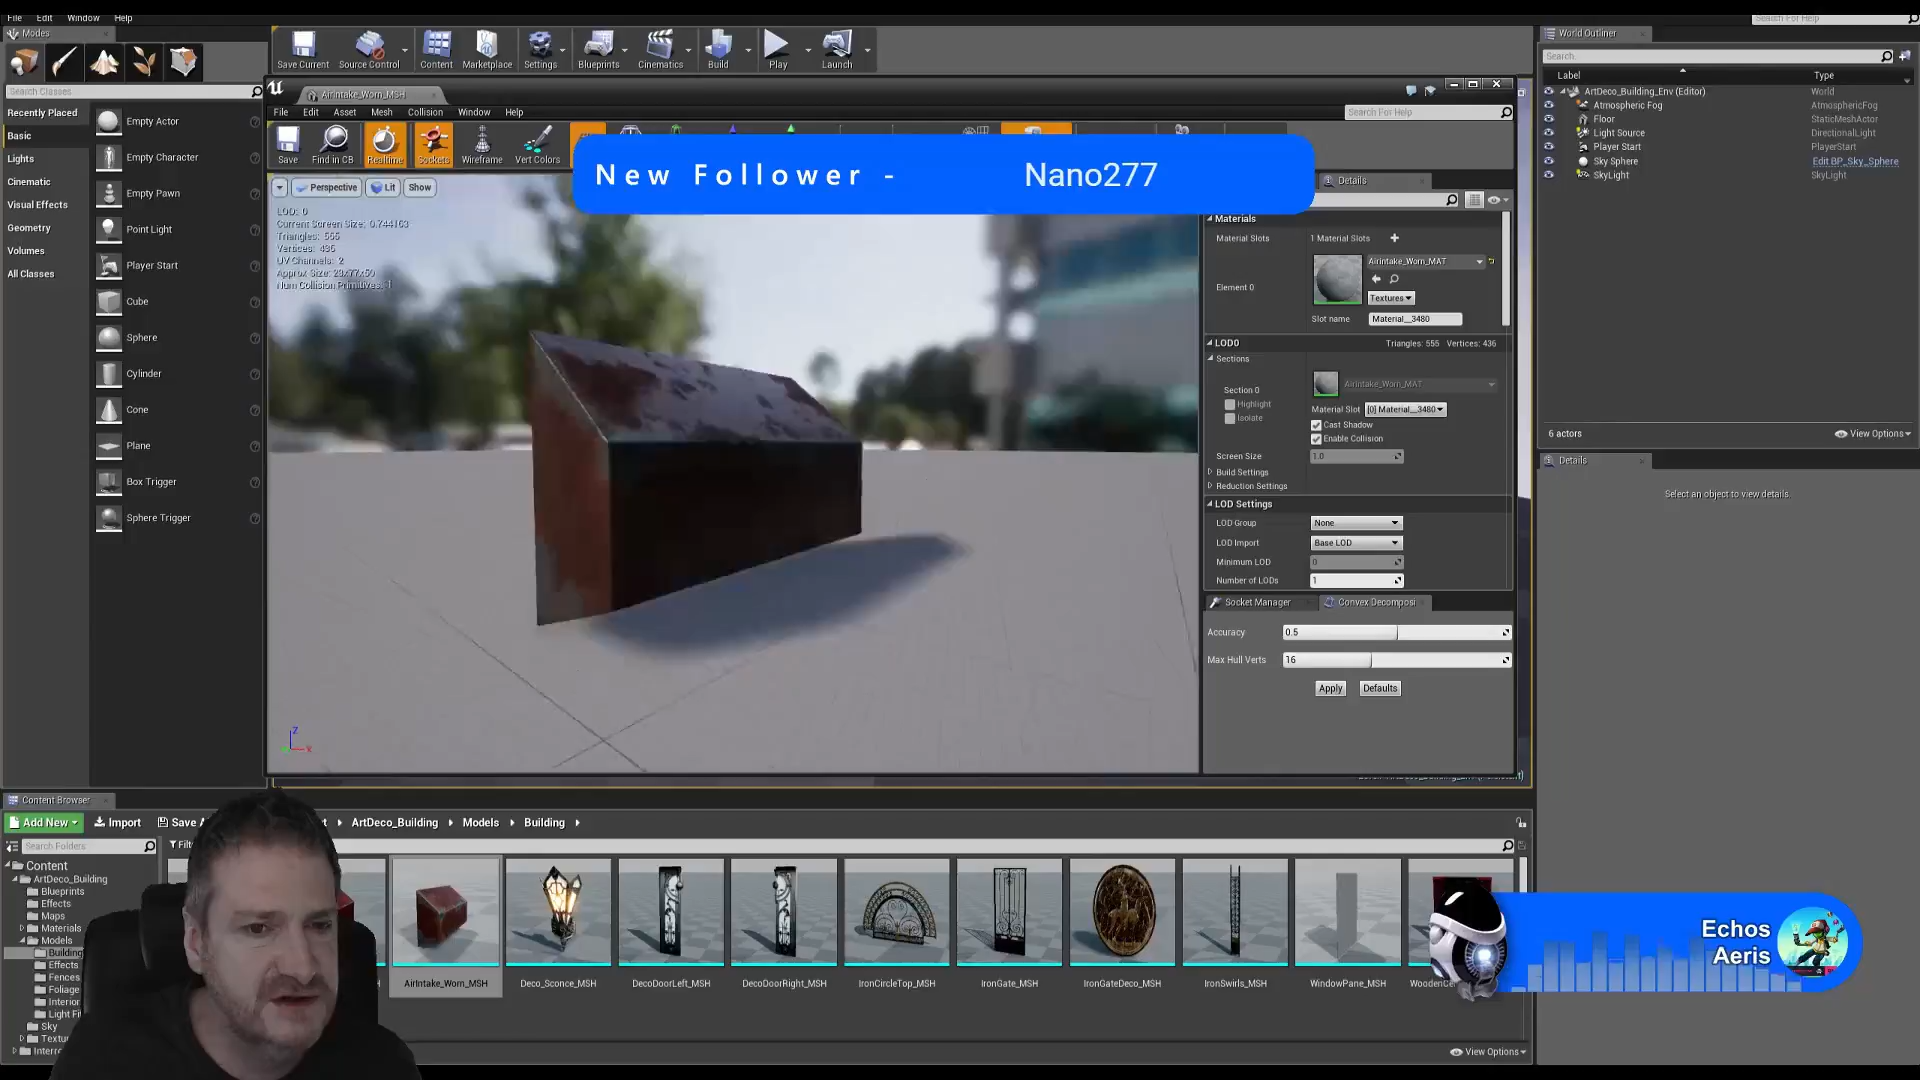 File Edit Window Help
Search For Help
Modes
Search Classes
Recently Placed
Basic
Lights
Cinematic
Visual Effects
Geometry
Volumes
All Classes
Empty Actor
Empty Character
Empty Pawn
Point Light
Player Start
Cube
Sphere
Cylinder
Cone
Plane
Box Trigger
Sphere Trigger
Save Current Source Control Content Marketplace Settings Blueprints Cinematics Build Play Launch
AirIntake_Worn_MSH
File Edit Asset Mesh Collision Window Help
Search For Help
Save Find in CB Realtime Sockets Wireframe Vert Colors
New Follower - Nano277
Perspective Lit Show
LOD: 0
Current Screen Size: 0.744163
Triangles: 555
Vertices: 436
UV Channels: 2
Approx Size: 23x77x50
Num Collision Primitives: 1
Z
X
Details
Materials
Material Slots 1 Material Slots
Element 0
AirIntake_Worn_MAT
Textures
Slot name Material__3480
LOD0 Triangles: 555 Vertices: 436
Sections
Section 0
Highlight
Isolate
AirIntake_Worn_MAT
Material Slot [0] Material__3480
Cast Shadow
Enable Collision
Screen Size 1.0
Build Settings
Reduction Settings
LOD Settings
LOD Group None
LOD Import Base LOD
Minimum LOD 0
Number of LODs 1
Socket Manager Convex Decomposi
Accuracy 0.5
Max Hull Verts 16
Apply Defaults
World Outliner
Search.
Label Type
ArtDeco_Building_Env (Editor) World
Atmospheric Fog AtmosphericFog
Floor StaticMeshActor
Light Source DirectionalLight
Player Start PlayerStart
Sky Sphere Edit BP_Sky_Sphere
SkyLight SkyLight
6 actors View Options
Details
Select an object to view details.
Content Browser
Add New Import Save A
ArtDeco_Building Models Building
Search Folders
Content
ArtDeco_Building
Blueprints
Effects
Maps
Materials
Models
Building
Effects
Fences
Foliage
Interior
Light Fi
Sky
Textu
AirIntake_Worn_MSH Deco_Sconce_MSH DecoDoorLeft_MSH DecoDoorRight_MSH IronCircleTop_MSH IronGate_MSH IronGateDeco_MSH IronSwirls_MSH WindowPane_MSH
View Options
Echos
Aeris